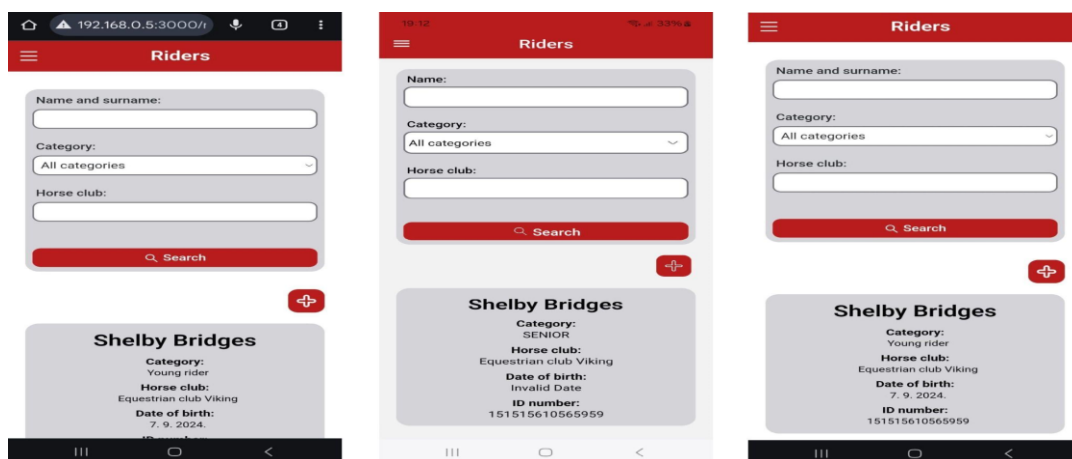 192.168.0.5:3000/r
4
Riders
Name and surname:
Category:
All categories
Horse club:
Search
Shelby Bridges
Category:
Young rider
Horse club:
Equestrian club Viking
Date of birth:
7. 9. 2024.
19:12
33%
Riders
Name:
Category:
All categories
Horse club:
Search
Shelby Bridges
Category:
SENIOR
Horse club:
Equestrian club Viking
Date of birth:
Invalid Date
ID number:
151515610565959
Riders
Name and surname:
Category:
All categories
Horse club:
Search
Shelby Bridges
Category:
Young rider
Horse club:
Equestrian club Viking
Date of birth:
7. 9. 2024.
ID number:
151515610565959